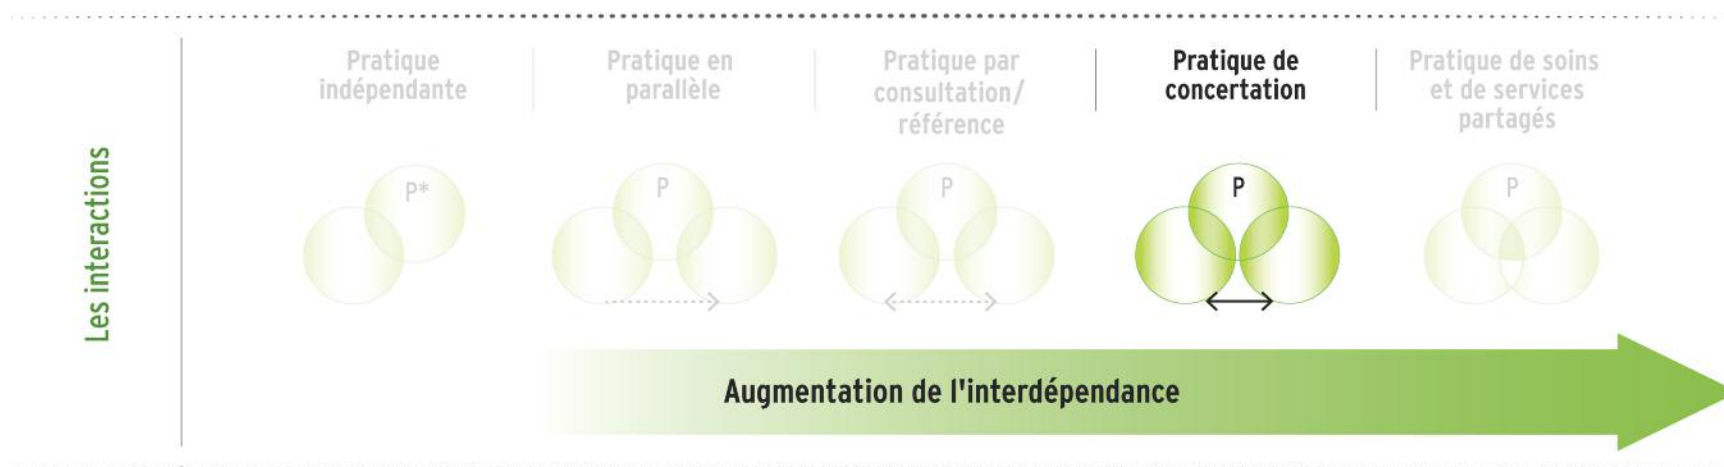 Les interactions
Pratique
indépendante
Pratique en
parallèle
Pratique par
consultation/
référence
Pratique de
concertation
Pratique de soins
et de services
partagés
P*
P
P
P
P
Augmentation de l'interdépendance